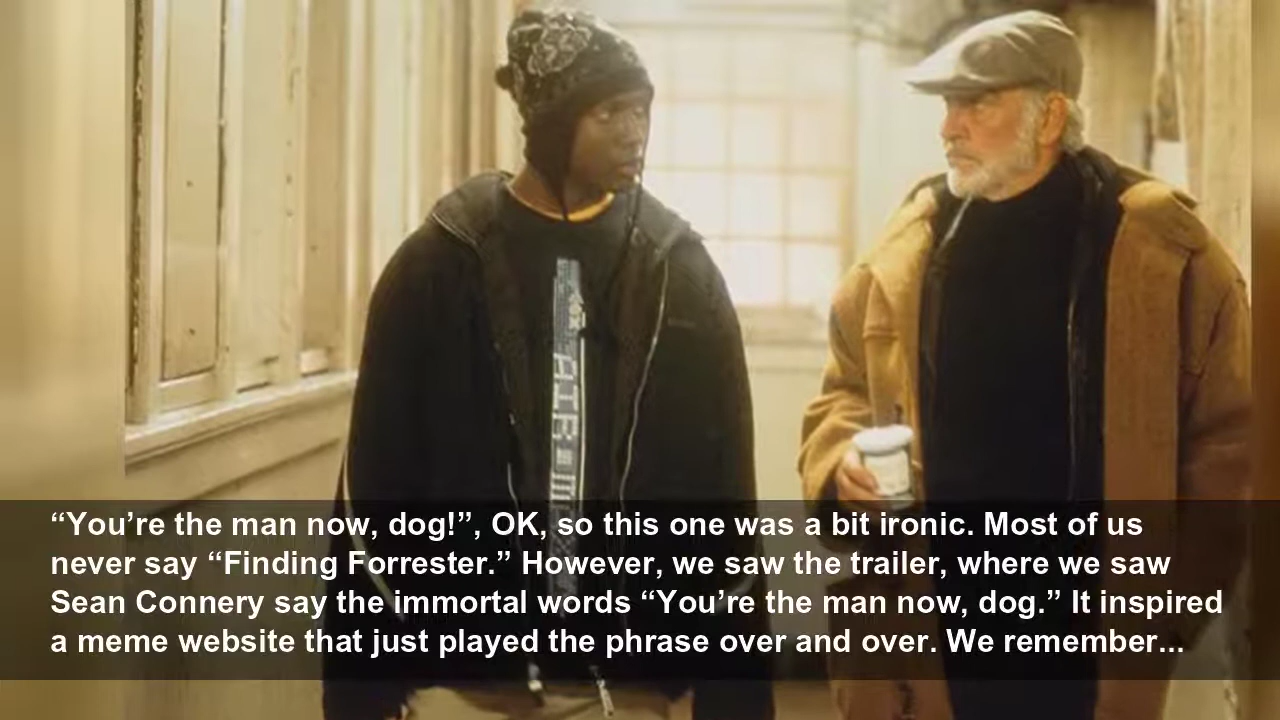 “You’re the man now, dog!”, OK, so this one was a bit ironic. Most of us
never say “Finding Forrester.” However, we saw the trailer, where we saw
Sean Connery say the immortal words “You’re the man now, dog.” It inspired
a meme website that just played the phrase over and over. We remember...
AIR